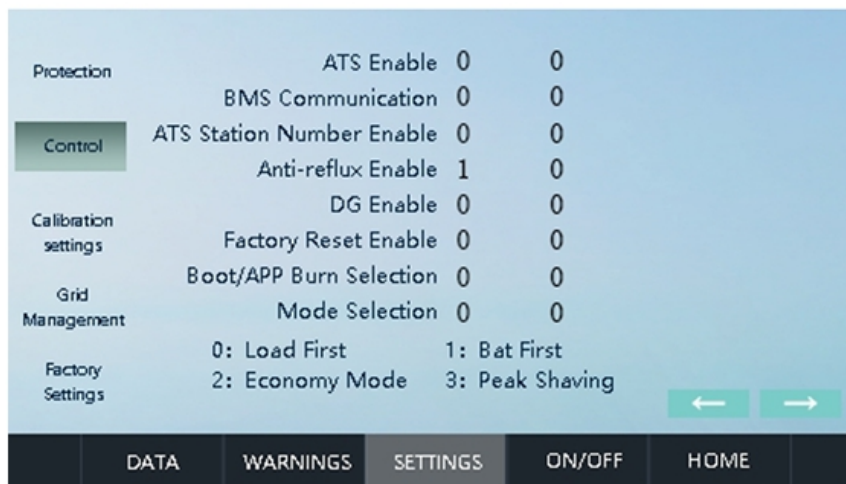 Protection
Control
Calibration
settings
Grid
Management
Factory
Settings
ATS Enable 0 0
BMS Communication 0 0
ATS Station Number Enable 0 0
Anti-reflux Enable 1 0
DG Enable 0 0
Factory Reset Enable 0 0
Boot/APP Burn Selection 0 0
Mode Selection 0 0
0: Load First 1: Bat First
2: Economy Mode 3: Peak Shaving
← →
DATA WARNINGS SETTINGS ON/OFF HOME